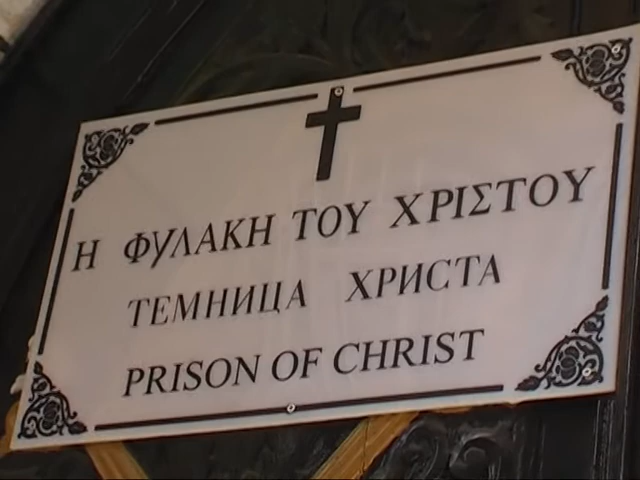 Η ΦΥΛΑΚΗ ΤΟΥ ΧΡΙΣΤΟΥ
ТЕМНИЦА ХРИСТА
PRISON OF CHRIST